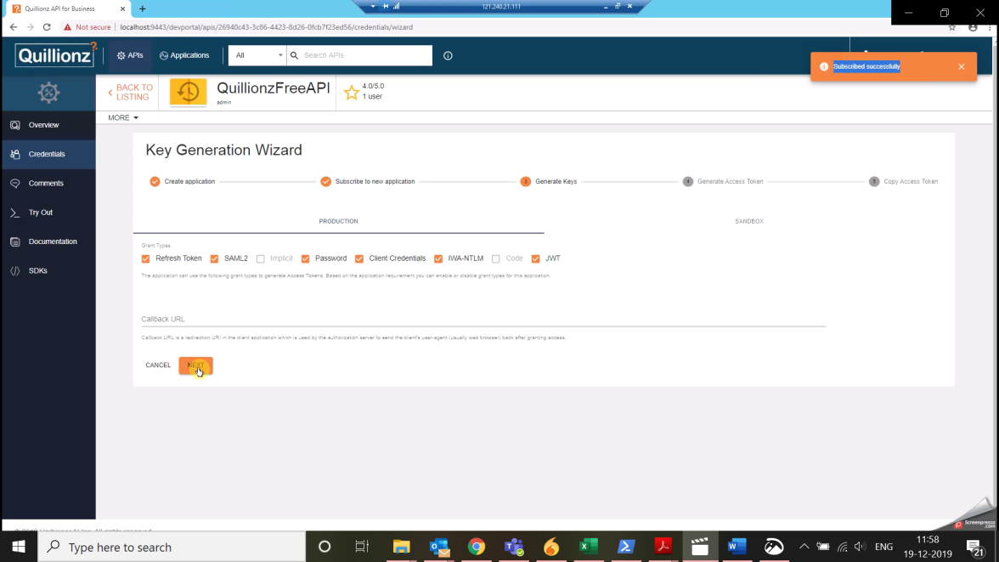 Quillionz API for Business
121.240.21.111
Not secure
localhost:9443/devportal/apis/26940c43-3c86-4423-8d26-0fcb7f23ed56/credentials/wizard
Quillionz?
APIs
Applications
All
Search APIs
Subscribed successfully
BACK TO
LISTING
QuillionzFreeAPI
admin
4.0/5.0
1 user
MORE
Overview
Credentials
Comments
Try Out
Documentation
SDKs
Key Generation Wizard
Create application
Subscribe to new application
3 Generate Keys
4 Generate Access Token
5 Copy Access Token
PRODUCTION
SANDBOX
Grant Types
Refresh Token SAML2 Implicit Password Client Credentials IWA-NTLM Code JWT
The application can use the following grant types to generate Access Tokens. Based on the application requirement,you can enable or disable grant types for this application.
Callback URL
Callback URL is a redirection URI in the client application which is used by the authorization server to send the client's user-agent (usually web browser) back after granting access.
CANCEL
NEXT
Screenpresso
.com
Type here to search
ENG
11:58
19-12-2019
21